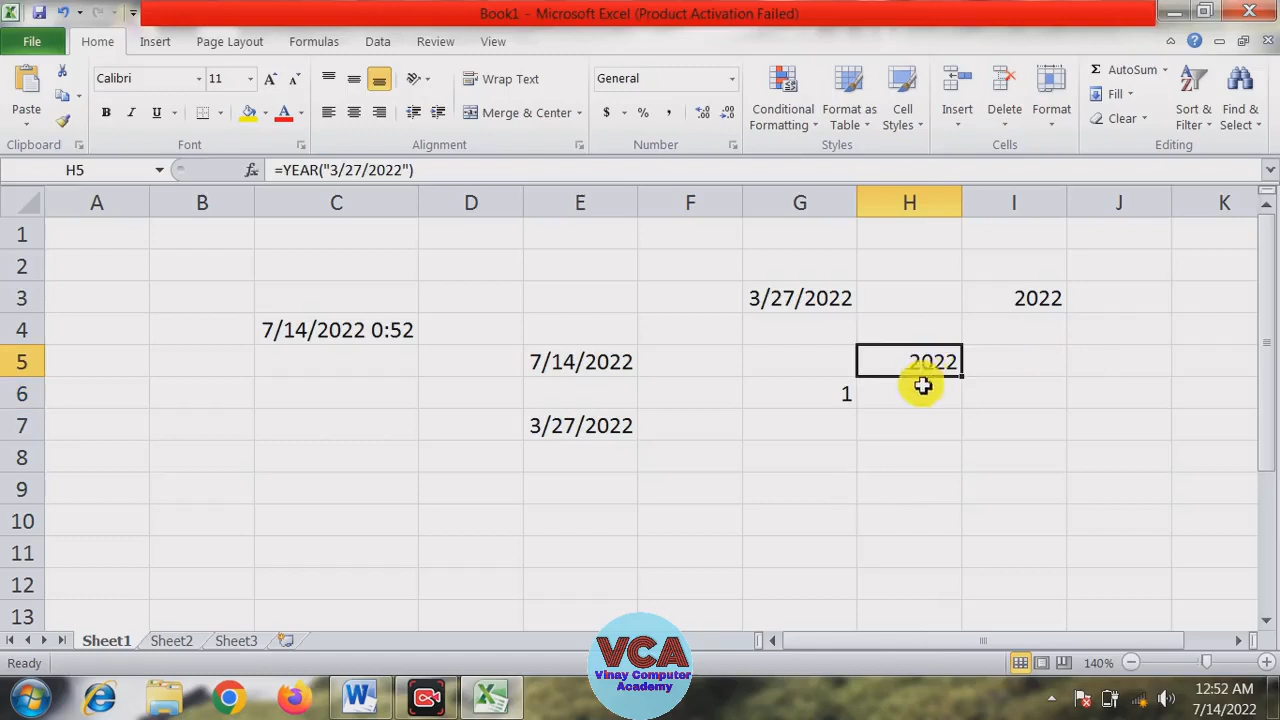 Book1 - Microsoft Excel (Product Activation Failed)
File Home Insert Page Layout Formulas Data Review View
Paste
Clipboard
Calibri 11
B I U A
Font
Wrap Text
Merge & Center
Alignment
General
$ % ,
Number
Conditional Formatting
Format as Table
Cell Styles
Styles
Insert
Delete
Format
Cells
AutoSum
Fill
Clear
Sort & Filter
Find & Select
Editing
H5 fx =YEAR("3/27/2022")
A B C D E F G H I J K
1
2
3 3/27/2022 2022
4 7/14/2022 0:52
5 7/14/2022 2022
6 1
7 3/27/2022
8
9
10
11
12
13
Sheet1 Sheet2 Sheet3
Ready 140%
VCA
Vinay Computer
Academy
12:52 AM
7/14/2022